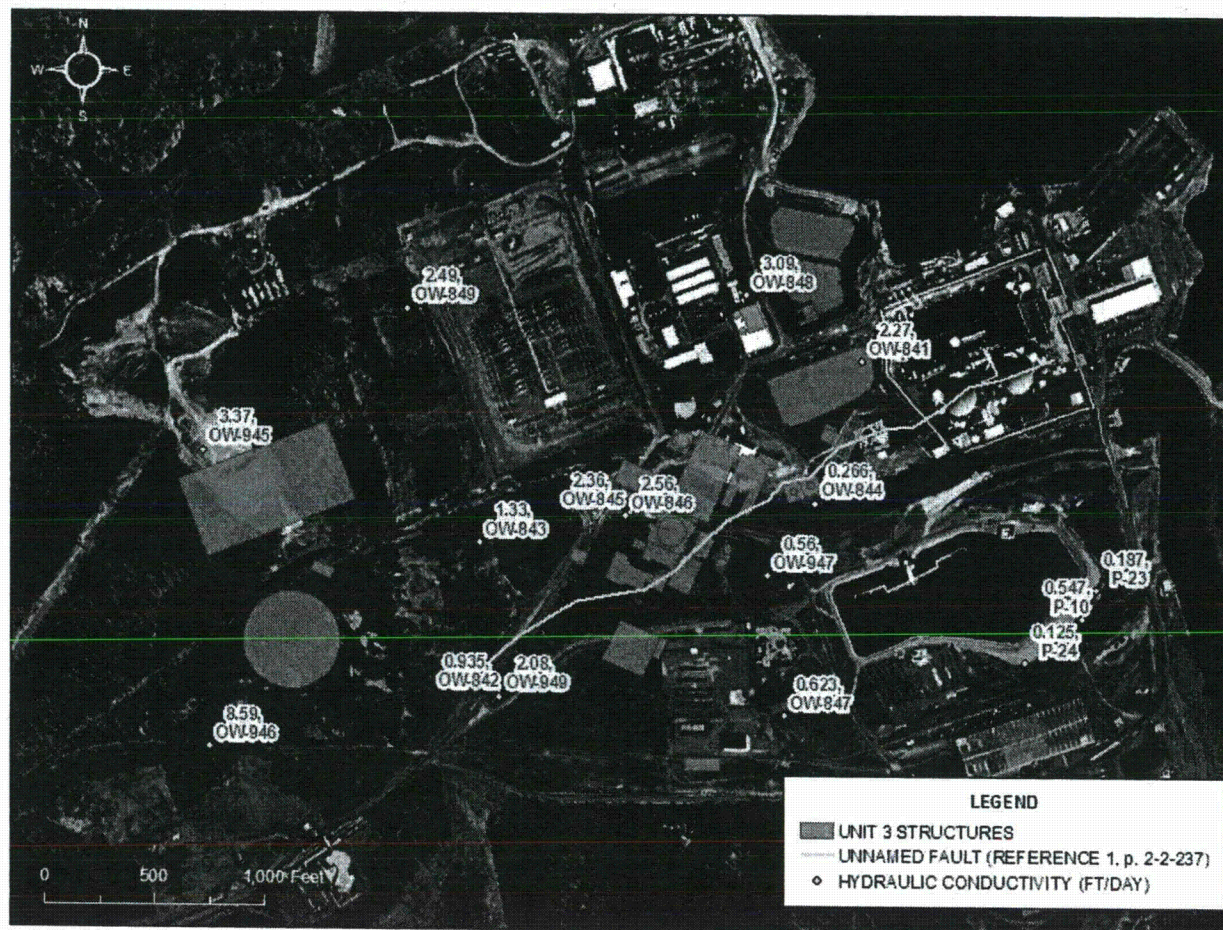 N
W E
S
2.49,
OW-849
3.09,
OW-848
2.27,
OW-841
3.37,
OW-945
2.36,
OW-845
2.56,
OW-846
0.266,
OW-844
1.33,
OW-843
0.56,
OW-947
0.187,
P-23
0.547,
P-10
0.125,
P-24
0.935,
OW-842
2.08,
OW-949
0.623,
OW-847
8.59,
OW-946
LEGEND
UNIT 3 STRUCTURES
UNNAMED FAULT (REFERENCE 1, p. 2-2-237)
HYDRAULIC CONDUCTIVITY (FT/DAY)
0 500 1,000 Feet